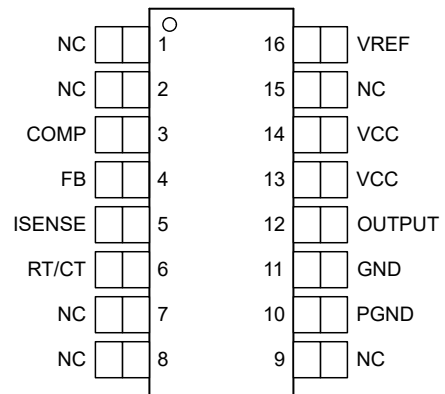 NC 1 16 VREF
NC 2 15 NC
COMP 3 14 VCC
FB 4 13 VCC
ISENSE 5 12 OUTPUT
RT/CT 6 11 GND
NC 7 10 PGND
NC 8 9 NC